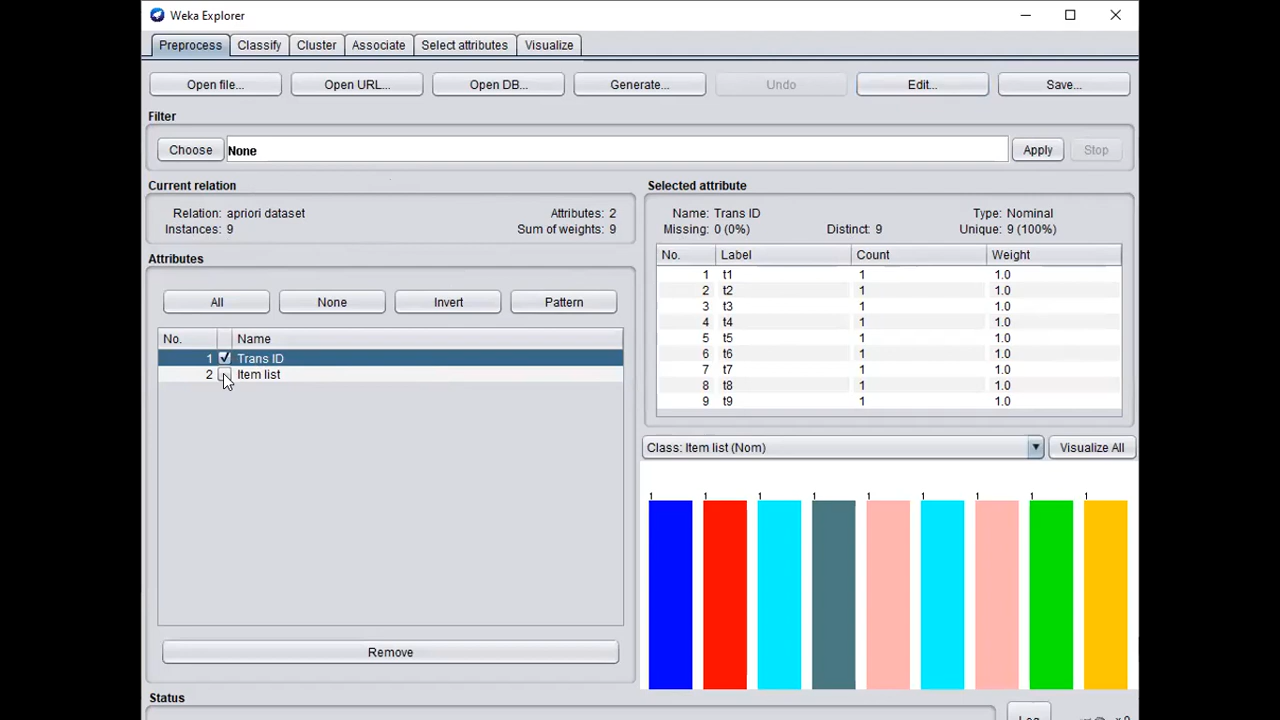 Weka Explorer
Preprocess Classify Cluster Associate Select attributes Visualize
Open file... Open URL... Open DB... Generate... Undo Edit... Save...
Filter
Choose None Apply Stop
Current relation
Relation: apriori dataset Attributes: 2
Instances: 9 Sum of weights: 9
Attributes
All None Invert Pattern
No. Name
1 Trans ID
2 Item list
Remove
Selected attribute
Name: Trans ID Type: Nominal
Missing: 0 (0%) Distinct: 9 Unique: 9 (100%)
No. Label Count Weight
1 t1 1 1.0
2 t2 1 1.0
3 t3 1 1.0
4 t4 1 1.0
5 t5 1 1.0
6 t6 1 1.0
7 t7 1 1.0
8 t8 1 1.0
9 t9 1 1.0
Class: Item list (Nom) Visualize All
1 1 1 1 1 1 1 1 1
Status